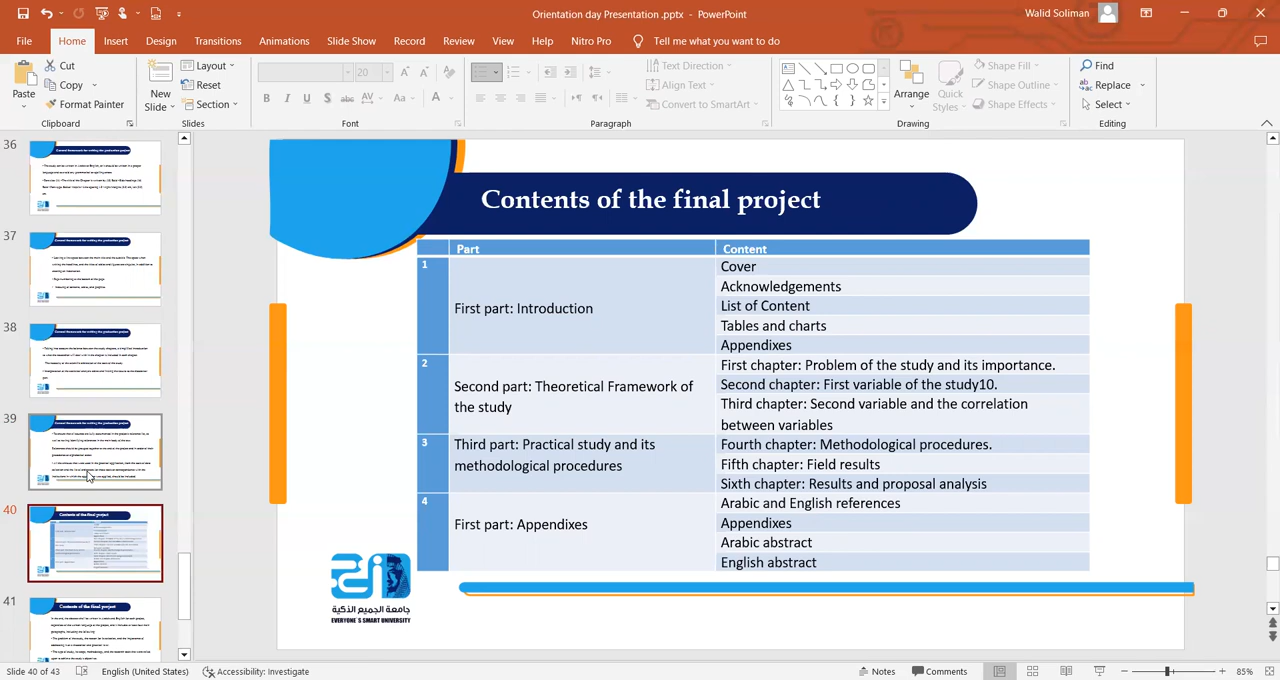 Orientation day Presentation .pptx - PowerPoint
Walid Soliman
File Home Insert Design Transitions Animations Slide Show Record Review View Help Nitro Pro Tell me what you want to do
Paste
Cut
Copy
Format Painter
Clipboard
New
Slide
Layout
Reset
Section
Slides
20
B I U S abc AV Aa A
Font
Text Direction
Align Text
Convert to SmartArt
Paragraph
Arrange
Quick
Styles
Shape Fill
Shape Outline
Shape Effects
Drawing
Find
Replace
Select
Editing
36
37
38
39
40
Contents of the final project
41
Contents of the final project
Contents of the final project
Part Content
1
First part: Introduction
Cover
Acknowledgements
List of Content
Tables and charts
Appendixes
2
Second part: Theoretical Framework of
the study
First chapter: Problem of the study and its importance.
Second chapter: First variable of the study10.
Third chapter: Second variable and the correlation
between variables.
3
Third part: Practical study and its
methodological procedures
Fourth chapter: Methodological procedures.
Fifth chapter: Field results
Sixth chapter: Results and proposal analysis
4
First part: Appendixes
Arabic and English references
Appendixes
Arabic abstract
English abstract
جامعة الجميع الذكية
EVERYONE`S SMART UNIVERSITY
Slide 40 of 43 English (United States) Accessibility: Investigate Notes Comments 85%